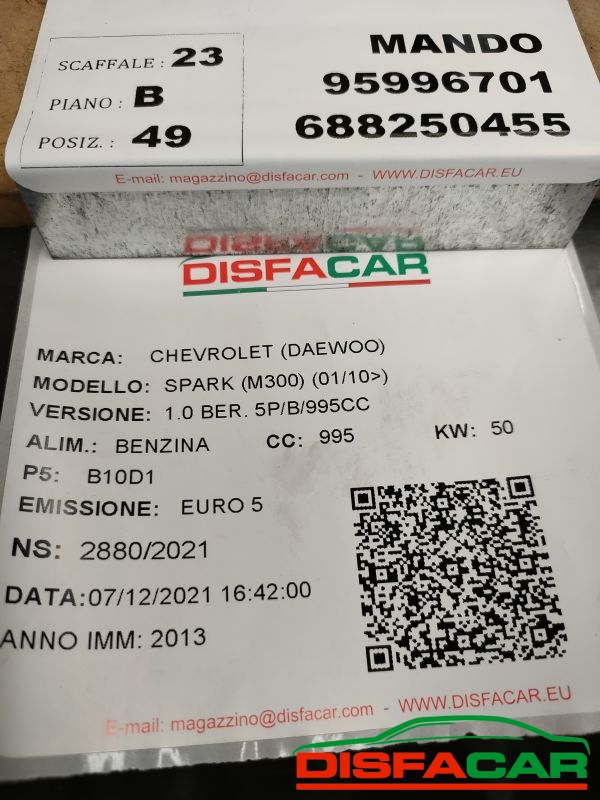 SCAFFALE : 23
PIANO : B
POSIZ. : 49
MANDO
95996701
688250455
E-mail: magazzino@disfacar.com - WWW.DISFACAR.EU
DISFACAR
MARCA: CHEVROLET (DAEWOO)
MODELLO: SPARK (M300) (01/10>)
VERSIONE: 1.0 BER. 5P/B/995CC
ALIM.: BENZINA CC: 995 KW: 50
P5: B10D1
EMISSIONE: EURO 5
NS: 2880/2021
DATA:07/12/2021 16:42:00
ANNO IMM: 2013
E-mail: magazzino@disfacar.com - WWW.DISFACAR.EU
DISFACAR